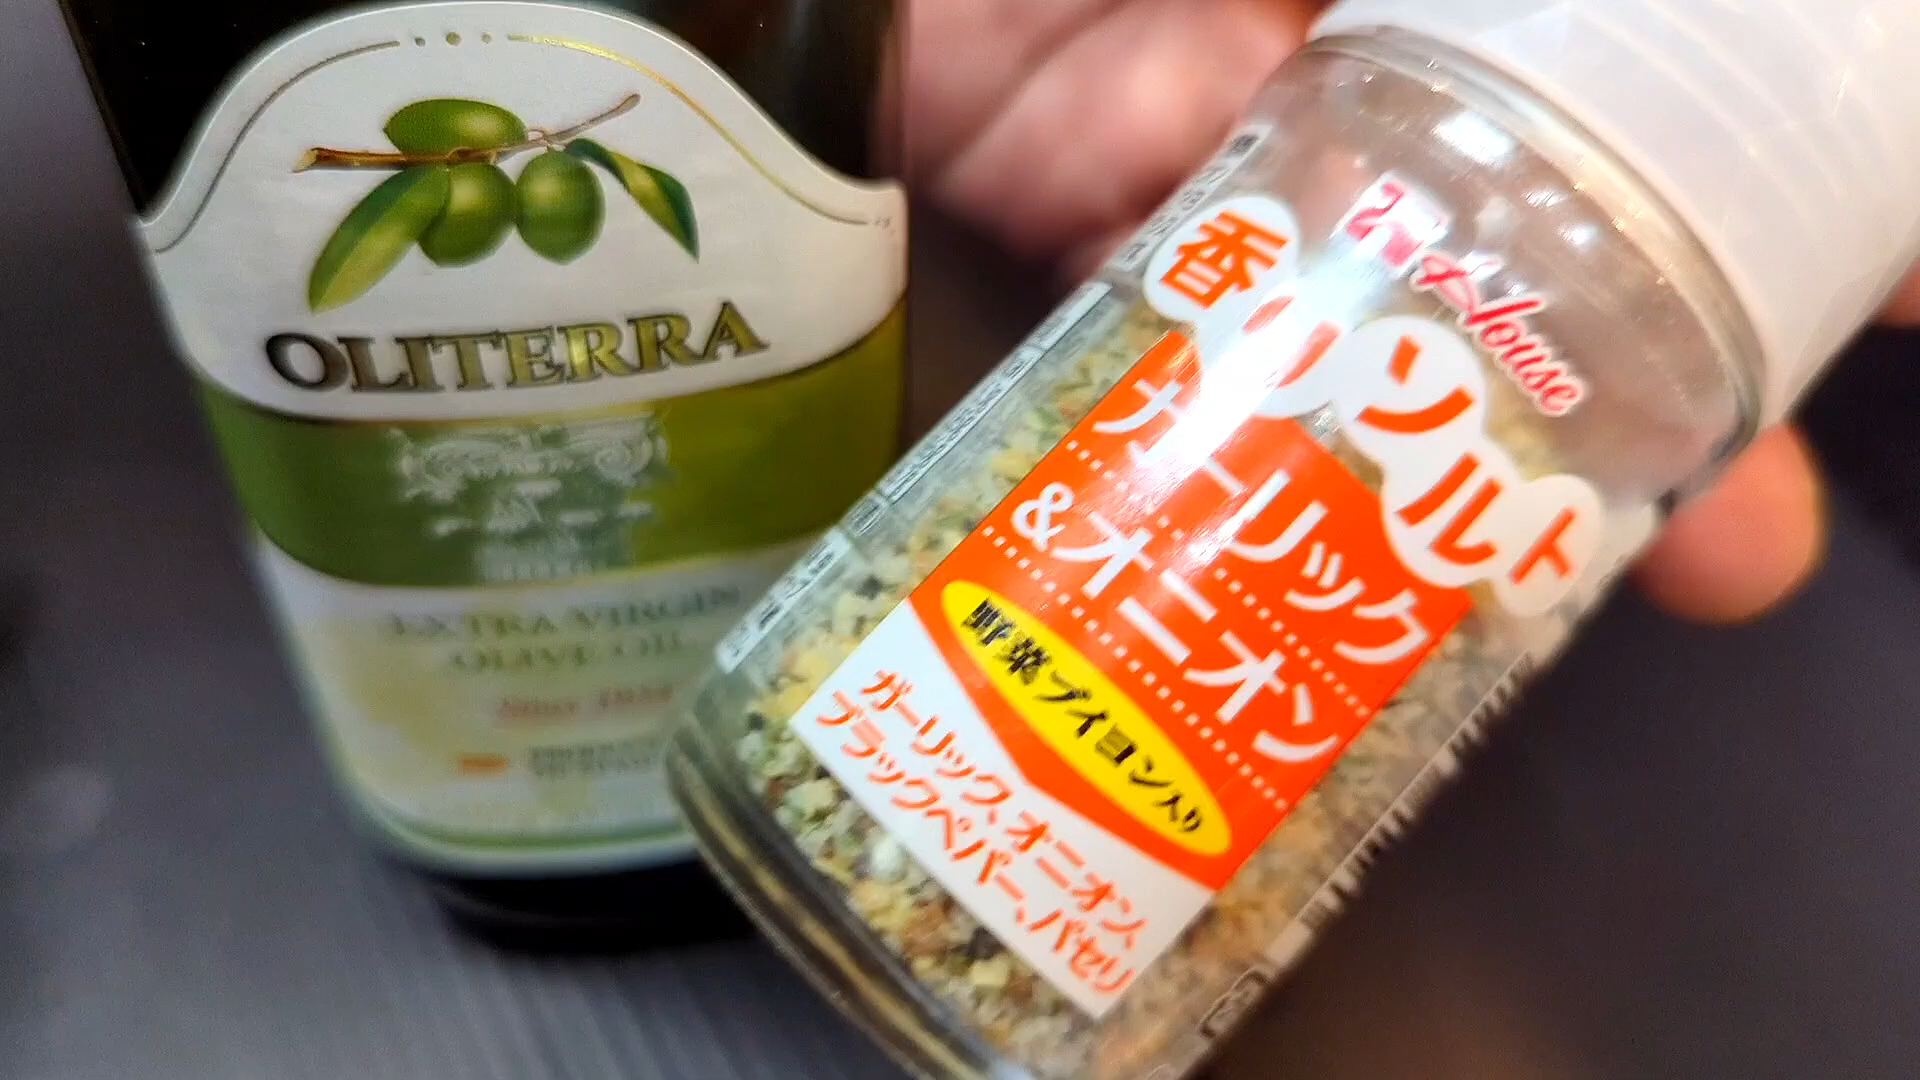 OLITERRA
EXTRA VIRGIN
OLIVE OIL
House
香りソルト
ガーリック
&オニオン
野菜ブイヨン入り
ガーリック、オニオン、
ブラックペパー、パセリ